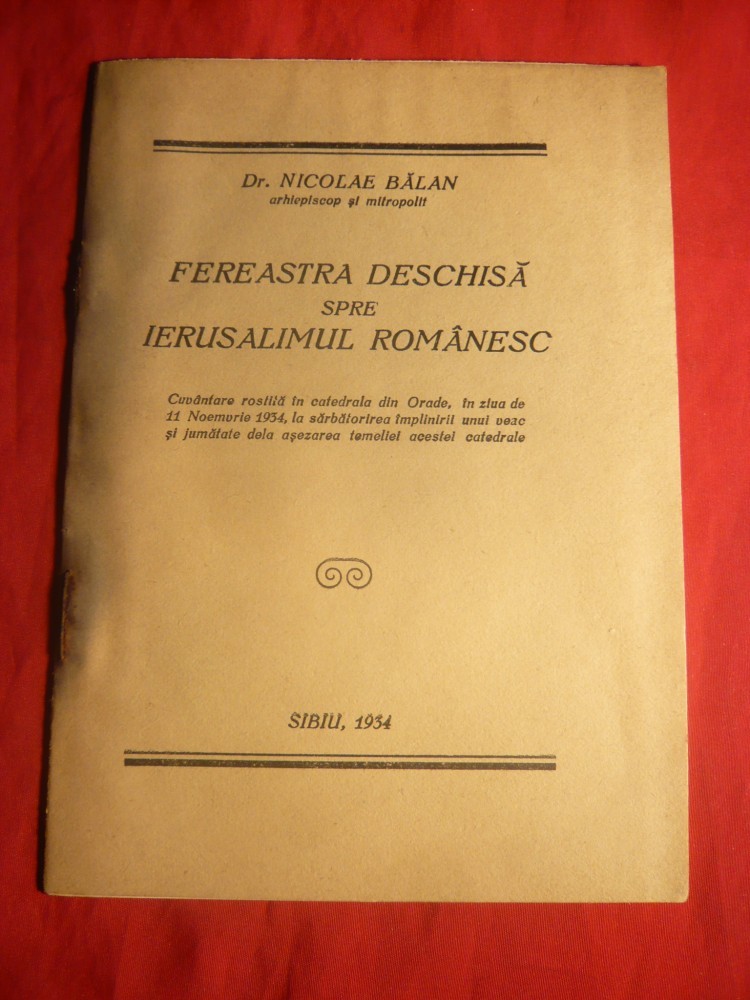 Dr. NICOLAE BĂLAN
arhiepiscop și mitropolit
FEREASTRA DESCHISĂ
SPRE
IERUSALIMUL ROMÂNESC
Cuvântare rostită în catedrala din Orade, în ziua de
11 Noemvrie 1934, la sărbătorirea împlinirii unui veac
și jumătate dela așezarea temeliei acestei catedrale
SIBIU, 1934